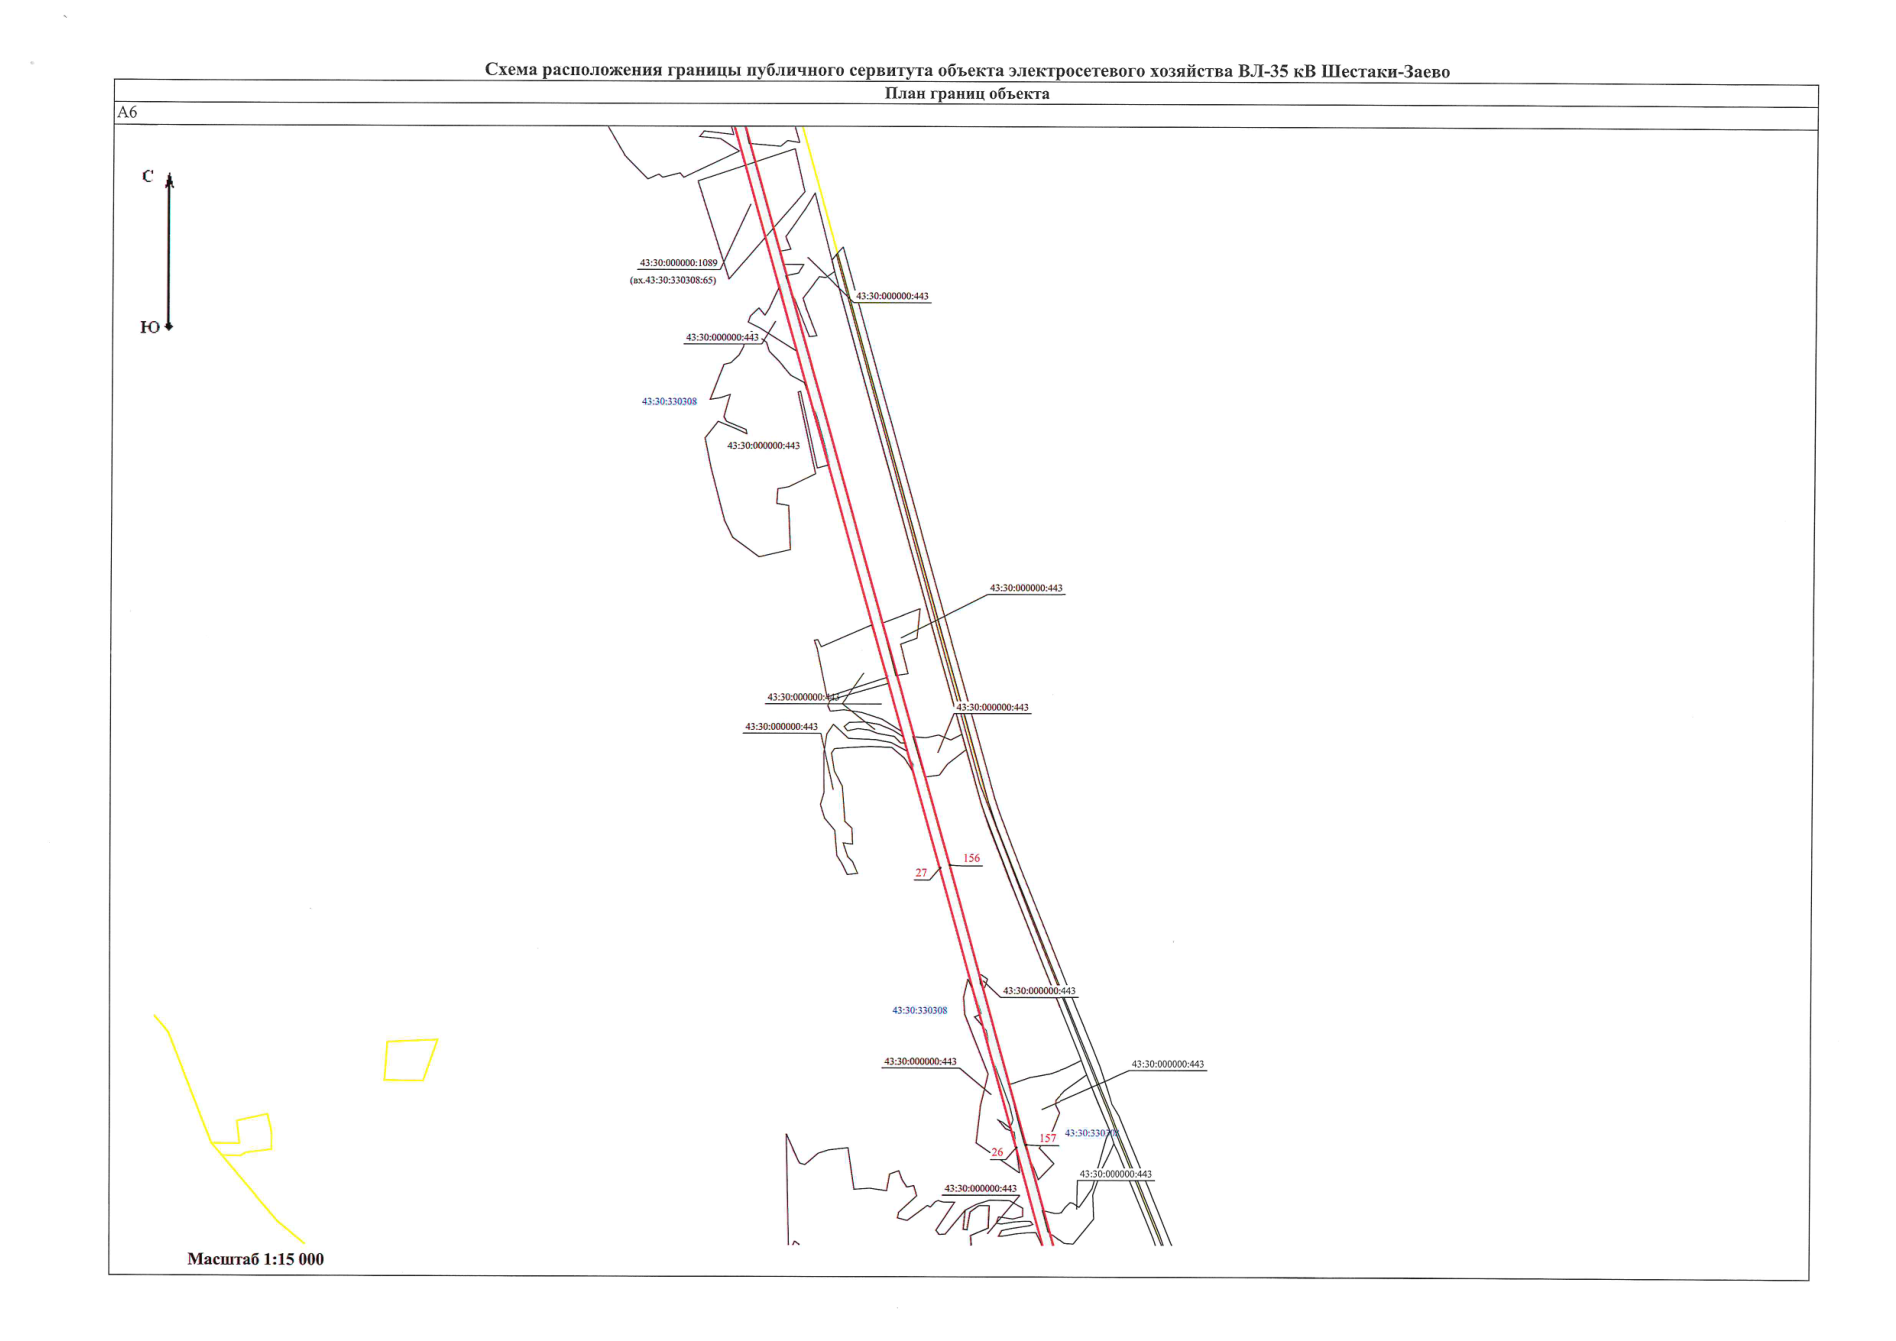 Схема расположения границы публичного сервитута объекта электросетевого хозяйства ВЛ-35 кВ Шестаки-Заево
План границ объекта
А6
С
Ю
43:30:000000:1089
(вх.43:30:330308:65)
43:30:000000:443
43:30:000000:443
43:30:330308
43:30:000000:443
43:30:000000:443
43:30:000000:443
43:30:000000:443
43:30:000000:443
156
27
43:30:000000:443
43:30:330308
43:30:000000:443
43:30:000000:443
43:30:330308
157
26
43:30:000000:443
43:30:000000:443
Масштаб 1:15 000